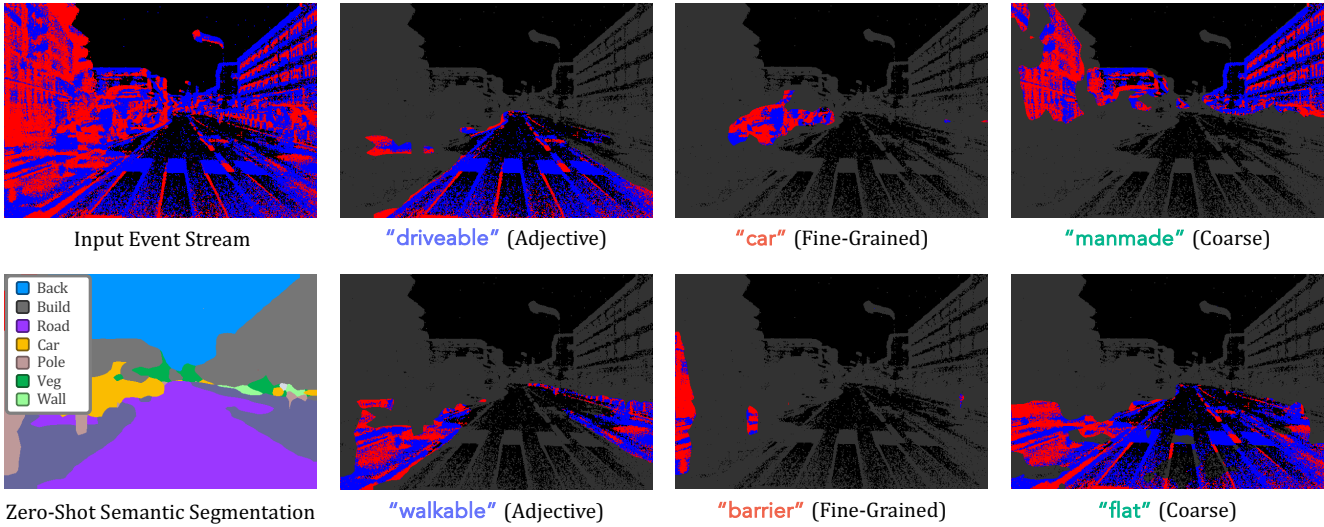 Input Event Stream
“driveable” (Adjective)
“car” (Fine-Grained)
“manmade” (Coarse)
Back
Build
Road
Car
Pole
Veg
Wall
Zero-Shot Semantic Segmentation
“walkable” (Adjective)
“barrier” (Fine-Grained)
“flat” (Coarse)